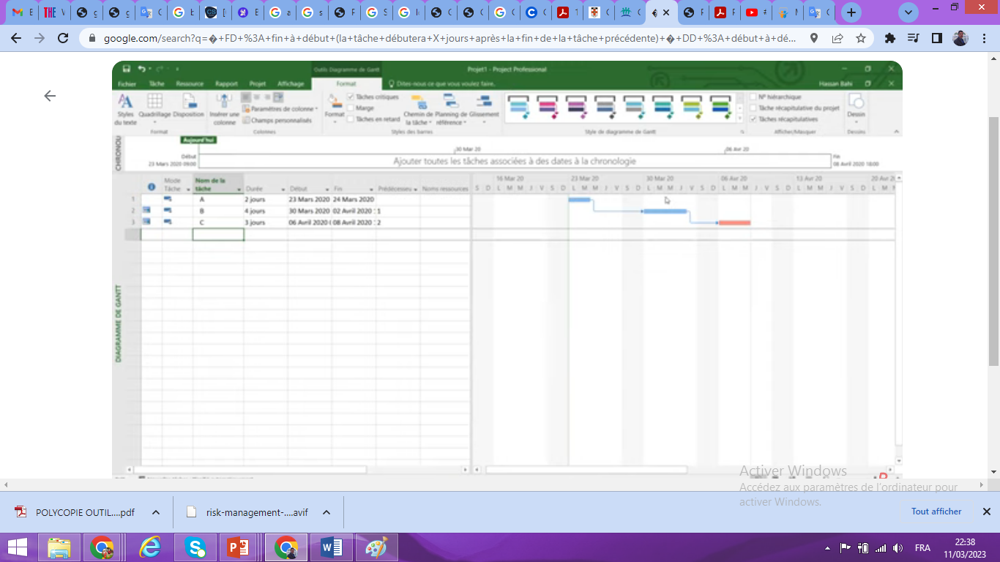 google.com/search?q=�+FD+%3A+fin+à+début+(la+tâche+débutera+X+jours+après+la+fin+de+la+tâche+précédente)+�+DD+%3A+début+à+dé...
Outils Diagramme de Gantt
Projet1 - Project Professional
Fichier Tâche Ressource Rapport Projet Affichage Format Dites-nous ce que vous voulez faire. Hassan Bahi
Styles du texte
Quadrillage
Disposition
Format
Insérer une colonne
Paramètres de colonne
Champs personnalisés
Colonnes
Format
Tâches critiques
Marge
Tâches en retard
Chemin de la tâche
Planning de référence
Glissement
Styles des barres
Style de diagramme de Gantt
N° hiérarchique
Tâche récapitulative du projet
Tâches récapitulatives
Afficher/Masquer
Dessin
Dessins
CHRONOL
Aujourd'hui
30 Mar 20 06 Avr 20
Début
23 Mars 2020 09:00
Ajouter toutes les tâches associées à des dates à la chronologie
Fin
08 Avril 2020 18:00
DIAGRAMME DE GANTT
Mode Tâche Nom de la tâche Durée Début Fin Prédécesseu Noms ressources
1 A 2 jours 23 Mars 2020 24 Mars 2020
2 B 4 jours 30 Mars 2020 02 Avril 2020 1
3 C 3 jours 06 Avril 2020 08 Avril 2020 2
16 Mar 20 23 Mar 20 30 Mar 20 06 Avr 20 13 Avr 20 20 Avr 20
S D L M M J V S D L M M J V S D L M M J V S D L M M J V S D L M M J V S D L M
Activer Windows
Accédez aux paramètres de l'ordinateur pour
activer Windows.
POLYCOPIE OUTIL....pdf
risk-management-....avif
Tout afficher
FRA
22:38
11/03/2023